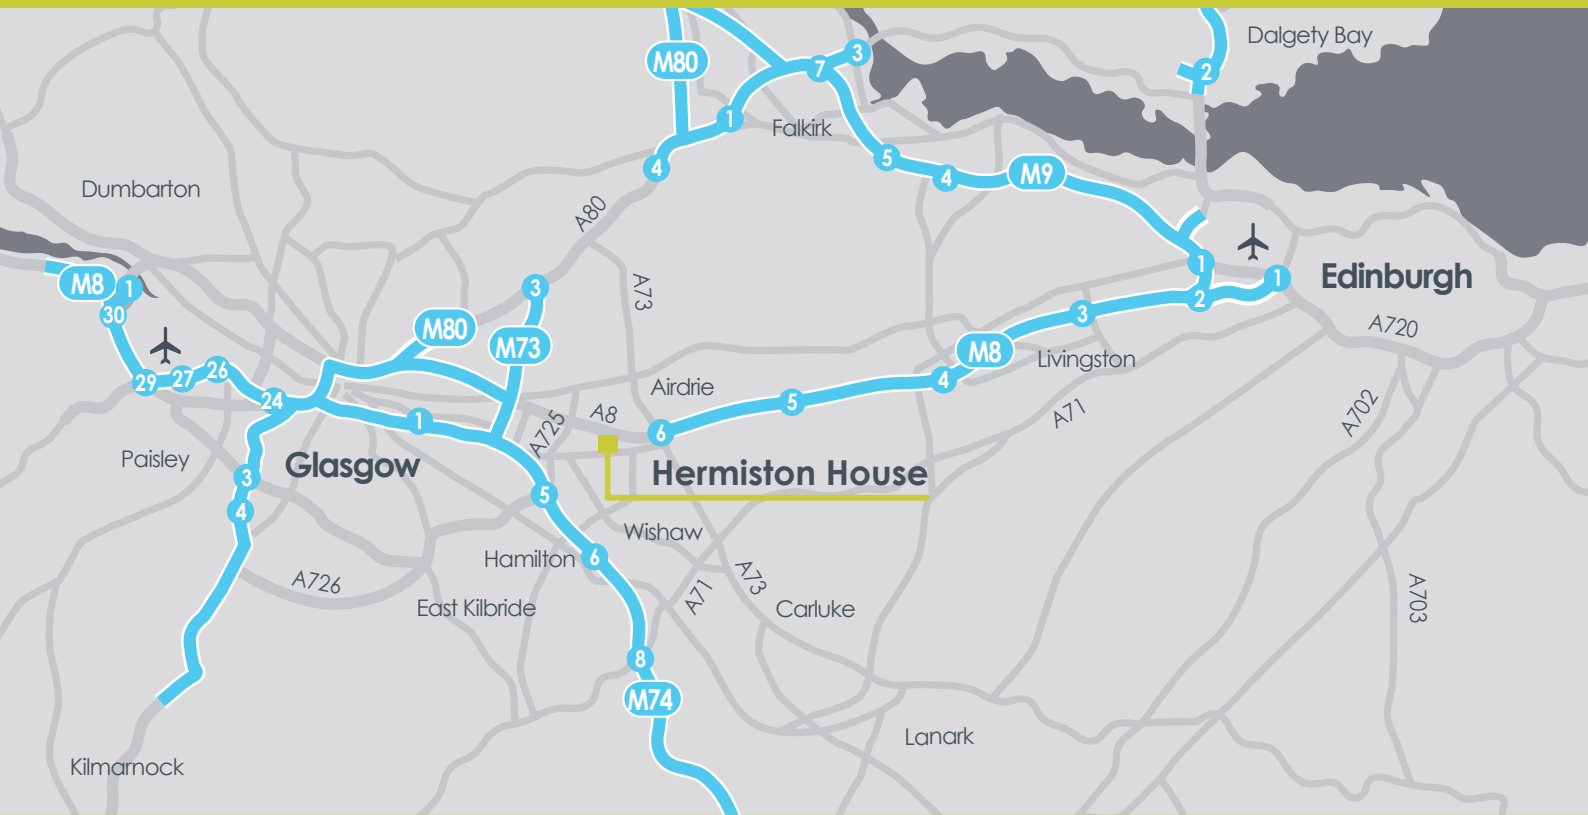 Dalgety Bay
M80
3
7
2
1
Falkirk
5
4
4
M9
Dumbarton
A80
1
Edinburgh
1
M8
1
30
A73
3
2
3
A720
M80
M73
M8
Livingston
29
27
26
Airdrie
4
5
24
A8
A71
A702
1
A725
6
Paisley
Glasgow
Hermiston House
3
5
4
Wishaw
Hamilton
6
A726
A73
A71
East Kilbride
Carluke
A703
8
M74
Lanark
Kilmarnock